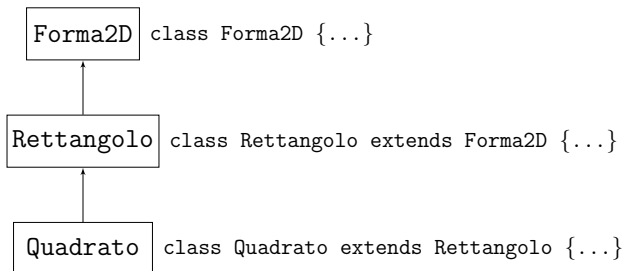 Forma2D class Forma2D {...}
Rettangolo class Rettangolo extends Forma2D {...}
Quadrato class Quadrato extends Rettangolo {...}